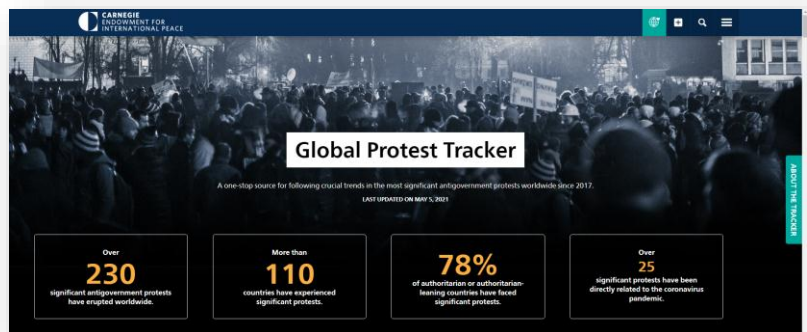 CARNEGIE
ENDOWMENT FOR
INTERNATIONAL PEACE
Global Protest Tracker
A one-stop source for following crucial trends in the most significant antigovernment protests worldwide since 2017.
LAST UPDATED ON MAY 5, 2021
ABOUT THE TRACKER
Over
230
significant antigovernment protests
have erupted worldwide.
More than
110
countries have experienced
significant protests.
78%
of authoritarian or authoritarian-
leaning countries have faced
significant protests.
Over
25
significant protests have been
directly related to the coronavirus
pandemic.